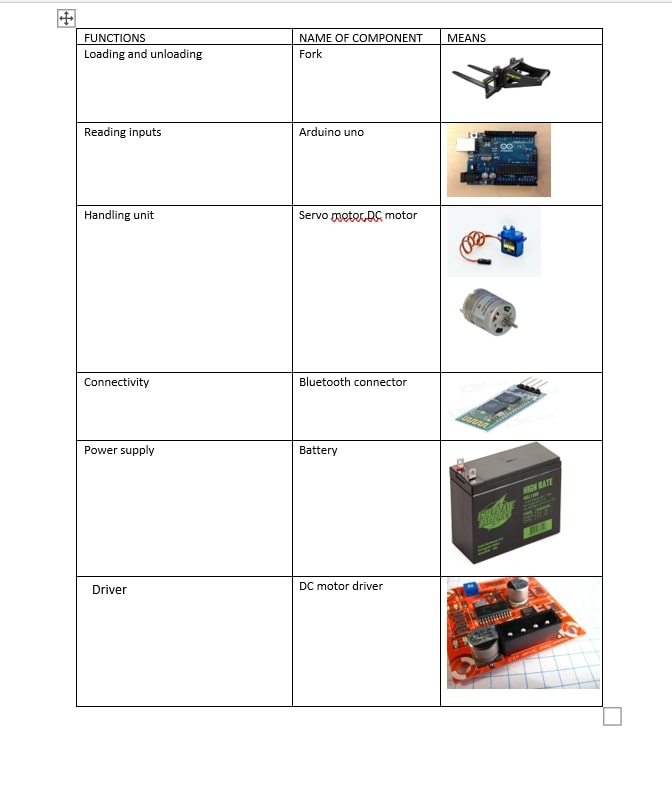 FUNCTIONS NAME OF COMPONENT MEANS
Loading and unloading Fork
Reading inputs Arduino uno
Handling unit Servo motor,DC motor
Connectivity Bluetooth connector
Power supply Battery
HIGH RATE
Driver DC motor driver